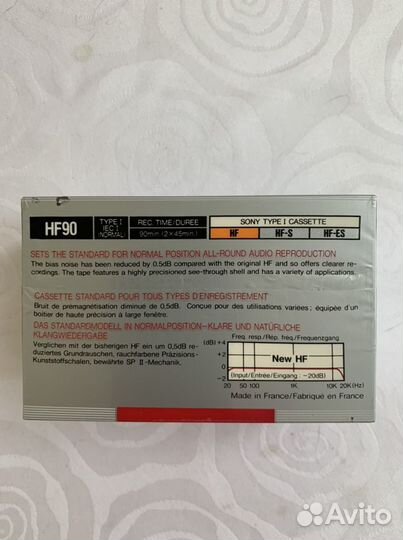 HF90
TYPE I
IEC I
(NORMAL)
REC TIME/DUREE
90min. (2×45min.)
SONY TYPE I CASSETTE
HF HF-S HF-ES
SETS THE STANDARD FOR NORMAL POSITION ALL-ROUND AUDIO REPRODUCTION
The bias noise has been reduced by 0.5dB compared with the original HF and so offers clearer re-
cordings. The tape features a highly precisioned see-through shell and has a variety of applications.
CASSETTE STANDARD POUR TOUS TYPES D'ENREGISTREMENT
Bruit de prémagnétisation diminué de 0,5dB. Conçue pour des utilisations variées; équipée d'un
boitier de haute précision à large fenêtre.
DAS STANDARDMODELL IN NORMALPOSITION–KLARE UND NATÜRLICHE
KLANGWIEDERGABE
Verglichen mit der bisherigen HF ein um 0,5dB re-
duziertes Grundrauschen, rauchfarbene Präzisions-
Kunststoffschalen, bewährte SP II-Mechanik.
Freq. resp./Rép. freq./Frequenzgang
(dB) +4
+2
0
−2
New HF
(Input/Entrée/Eingang : −20dB)
20 50 100 1K 10K 20K (Hz)
Made in France/Fabriqué en France
Avito